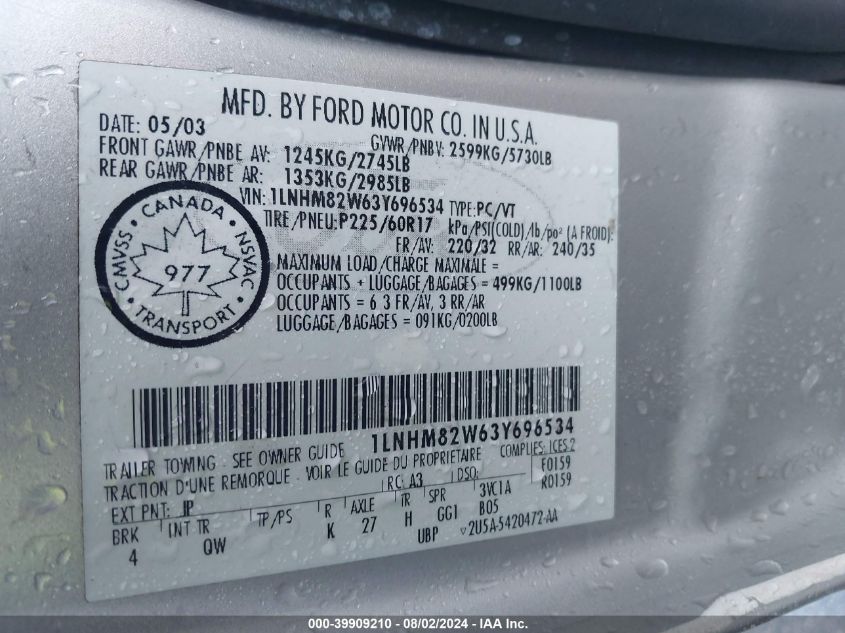 MFD. BY FORD MOTOR CO. IN U.S.A.
DATE: 05/03 GVWR/PNBV: 2599KG/5730LB
FRONT GAWR/PNBE AV: 1245KG/2745LB
REAR GAWR/PNBE AR: 1353KG/2985LB
VIN: 1LNHM82W63Y696534 TYPE: PC/VT
TIRE/PNEU: P225/60R17 kPa/PSI(COLD)/lb/po² (A FROID):
FR/AV: 220/32 RR/AR: 240/35
MAXIMUM LOAD/CHARGE MAXIMALE =
OCCUPANTS + LUGGAGE/BAGAGES = 499KG/1100LB
OCCUPANTS = 6 3 FR/AV, 3 RR/AR
LUGGAGE/BAGAGES = 091KG/0200LB
CANADA
CMVSS 977 NSVAC
TRANSPORT
1LNHM82W63Y696534
TRAILER TOWING - SEE OWNER GUIDE COMPLIES: ICES-2
TRACTION D'UNE REMORQUE - VOIR LE GUIDE DU PROPRIETAIRE F0159
EXT PNT: JP RC: A3 DSO: R0159
BRK INT TR TP/PS R AXLE TR SPR 3VC1A
4 QW K 27 H GG1 B05
UBP v2U5A-5420472-AA
000-39909210 - 08/02/2024 - IAA Inc.